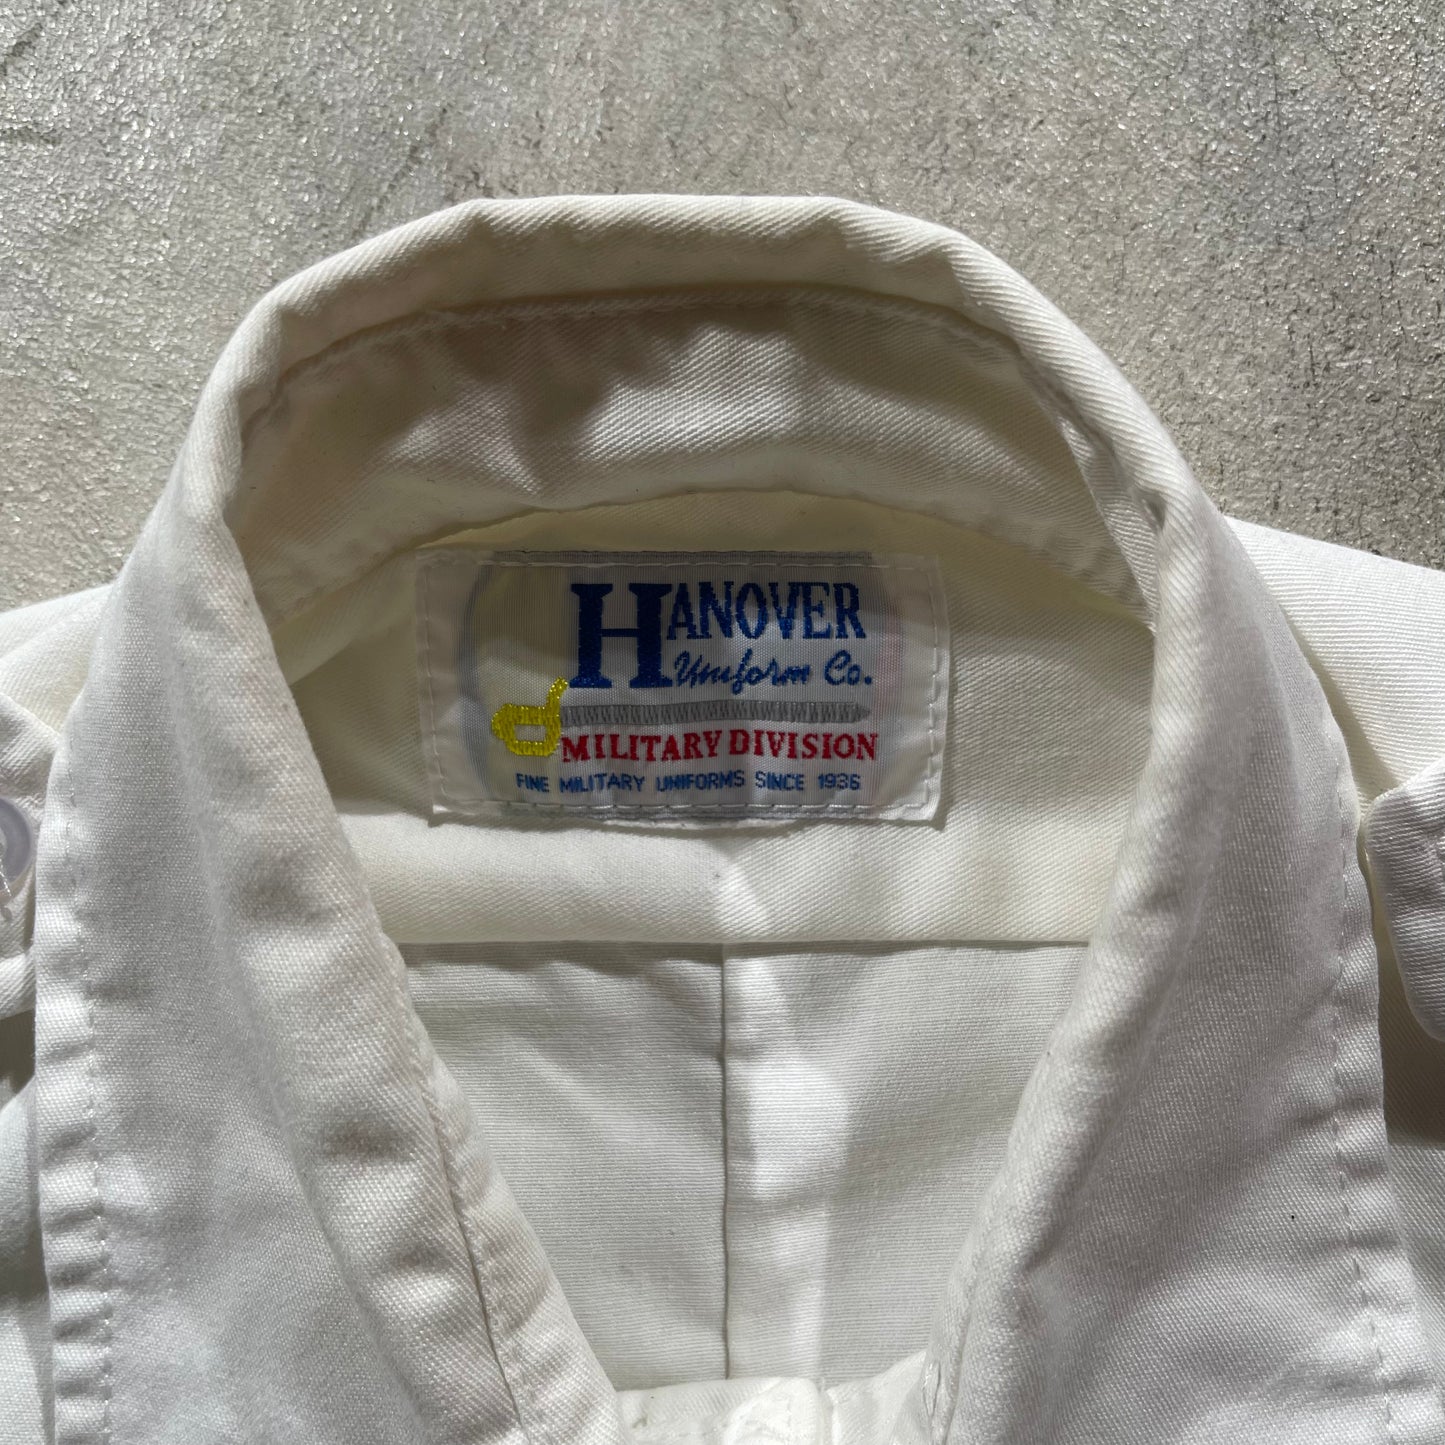 HANOVER
Uniform Co.
MILITARY DIVISION
FINE MILITARY UNIFORMS SINCE 1936